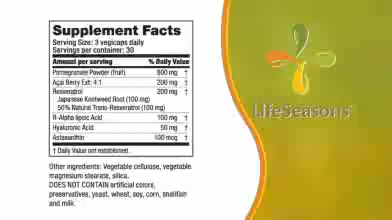 Supplement Facts
Serving Size: 3 vegicaps daily
Servings per container: 30
Amount per serving % Daily Value
Pomegranate Powder (fruit) 800 mg †
Açai Berry Ext. 4:1 200 mg †
Resveratrol 200 mg †
Japanese Knotweed Root (100 mg)
50% Natural Trans-Resveratrol (100 mg)
R-Alpha lipoic Acid 100 mg †
Hyaluronic Acid 50 mg †
Astaxanthin 100 mcg †
† Daily Value not established.
Other ingredients: Vegetable cellulose, vegetable
magnesium stearate, silica.
DOES NOT CONTAIN artificial colors,
preservatives, yeast, wheat, soy, corn, shellfish
and milk.
LifeSeasons